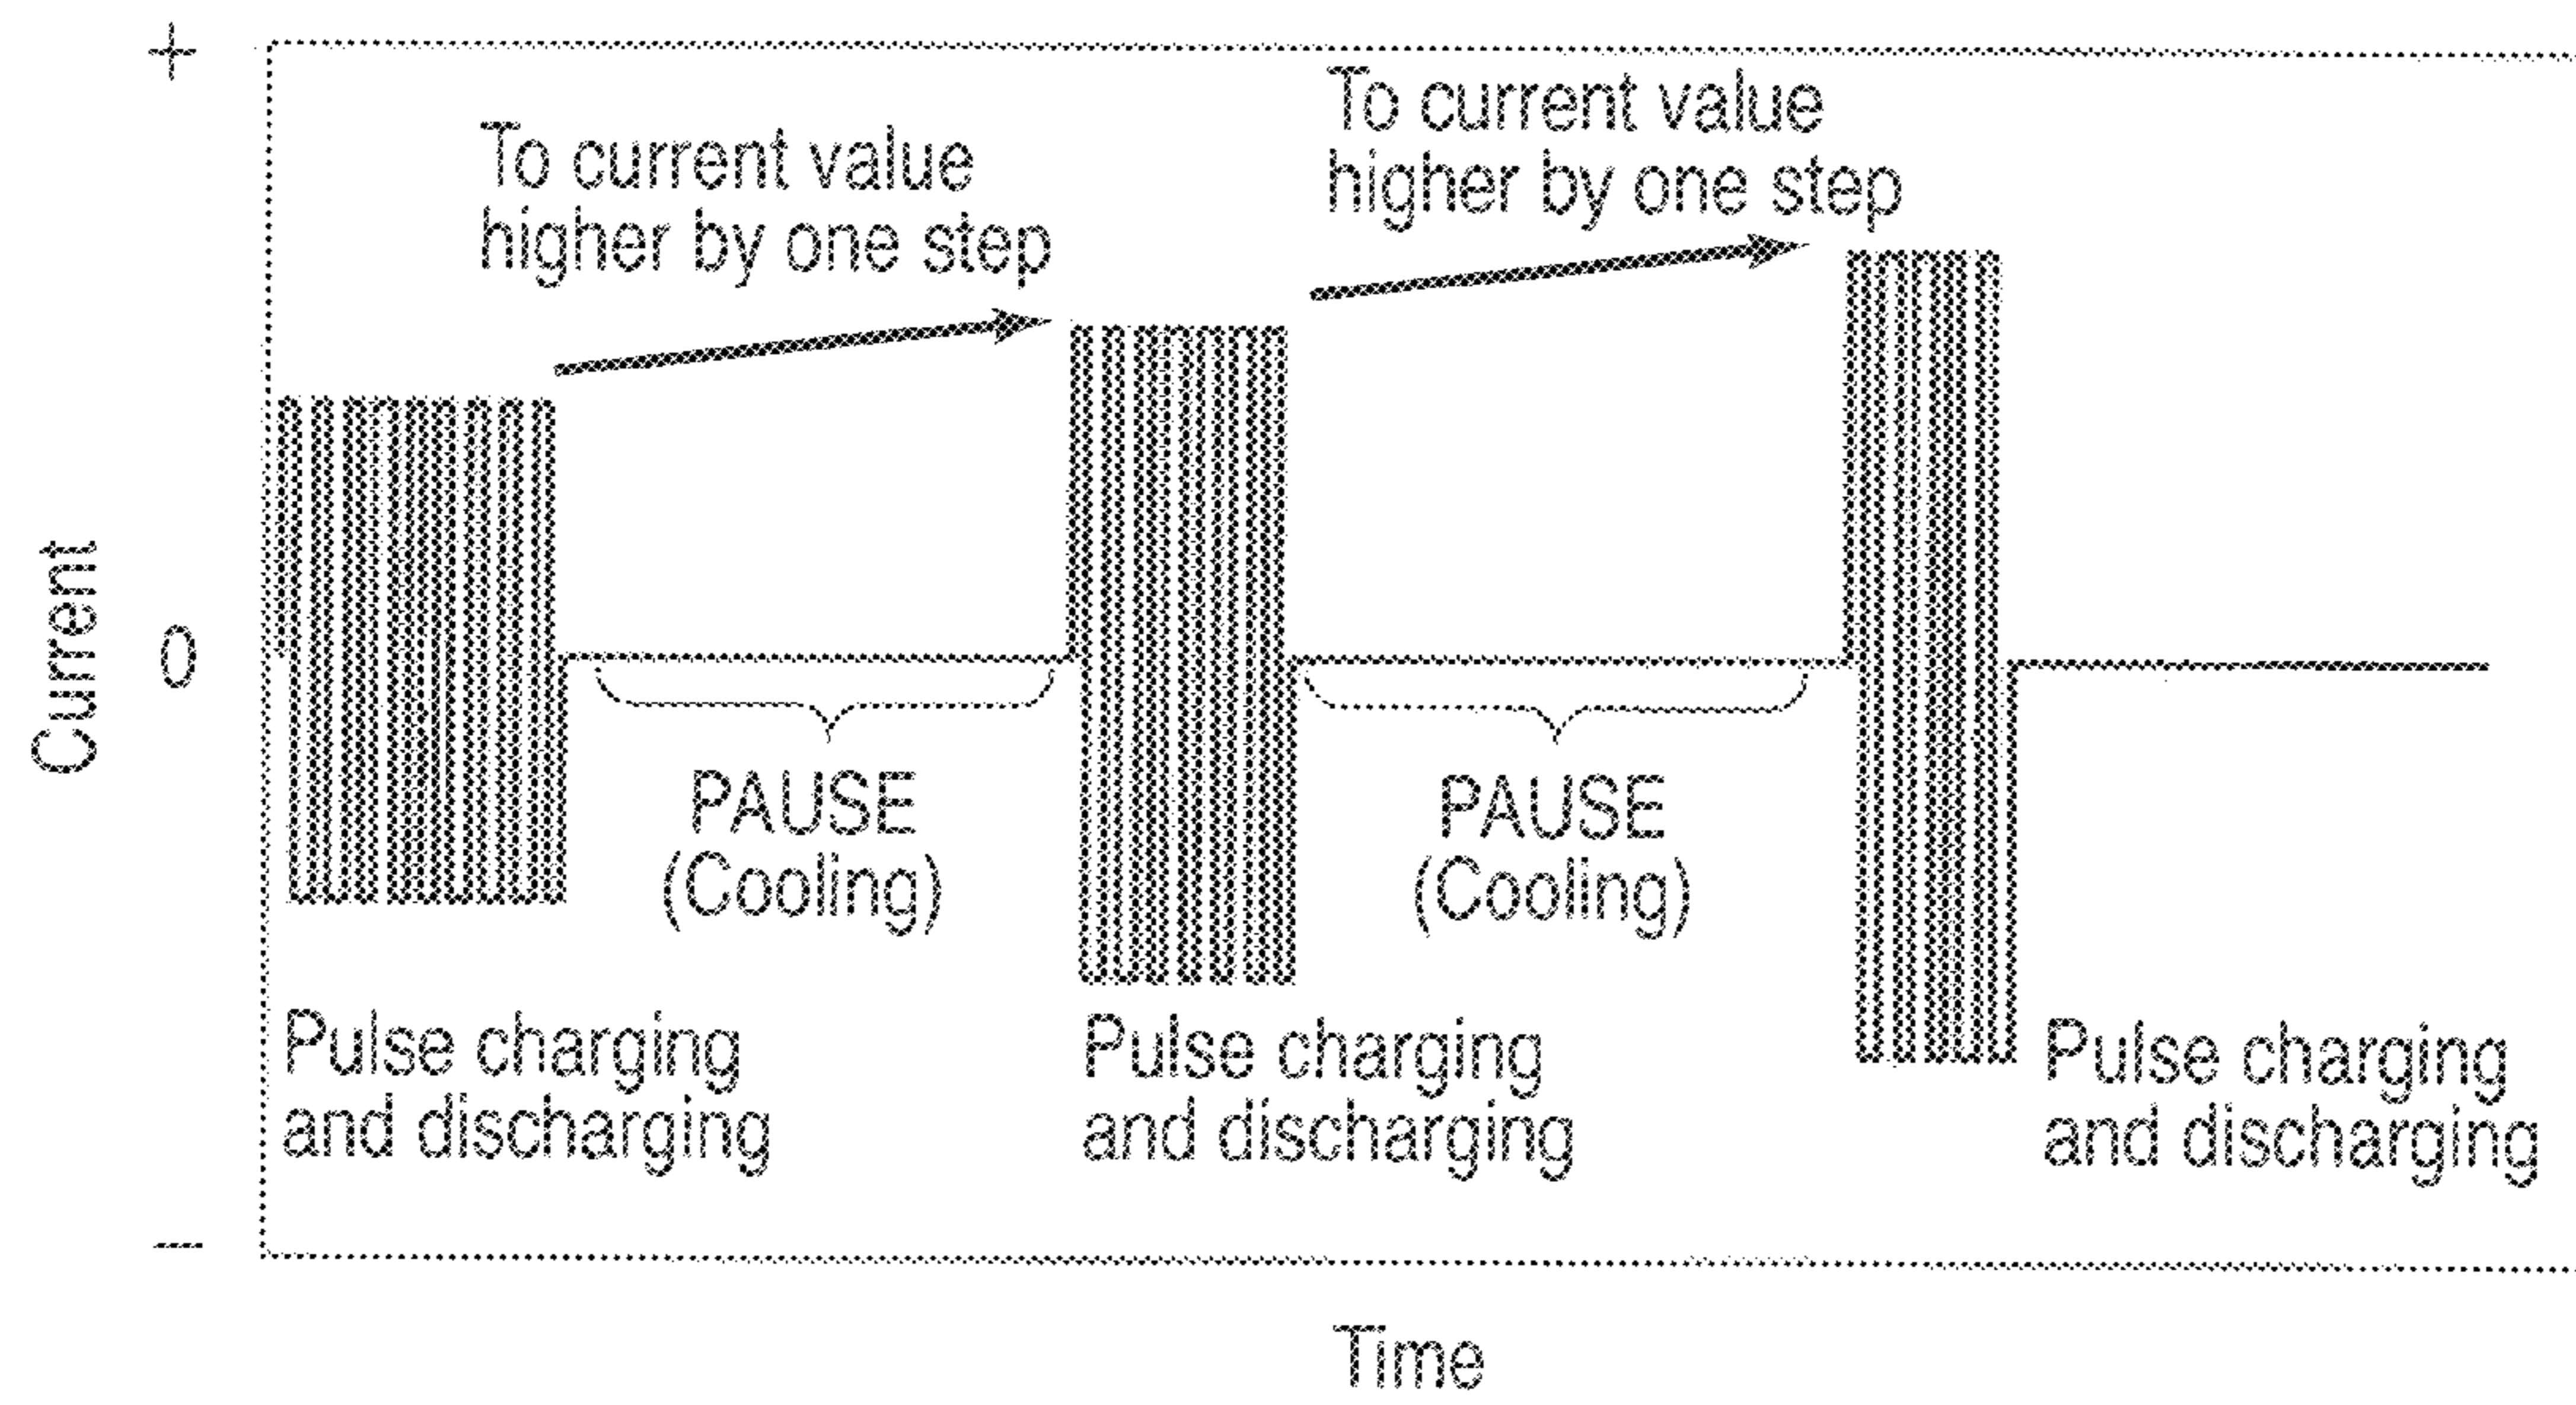 +
To current value
higher by one step
To current value
higher by one step
Current
0
PAUSE
(Cooling)
PAUSE
(Cooling)
Pulse charging
and discharging
Pulse charging
and discharging
Pulse charging
and discharging
−
Time